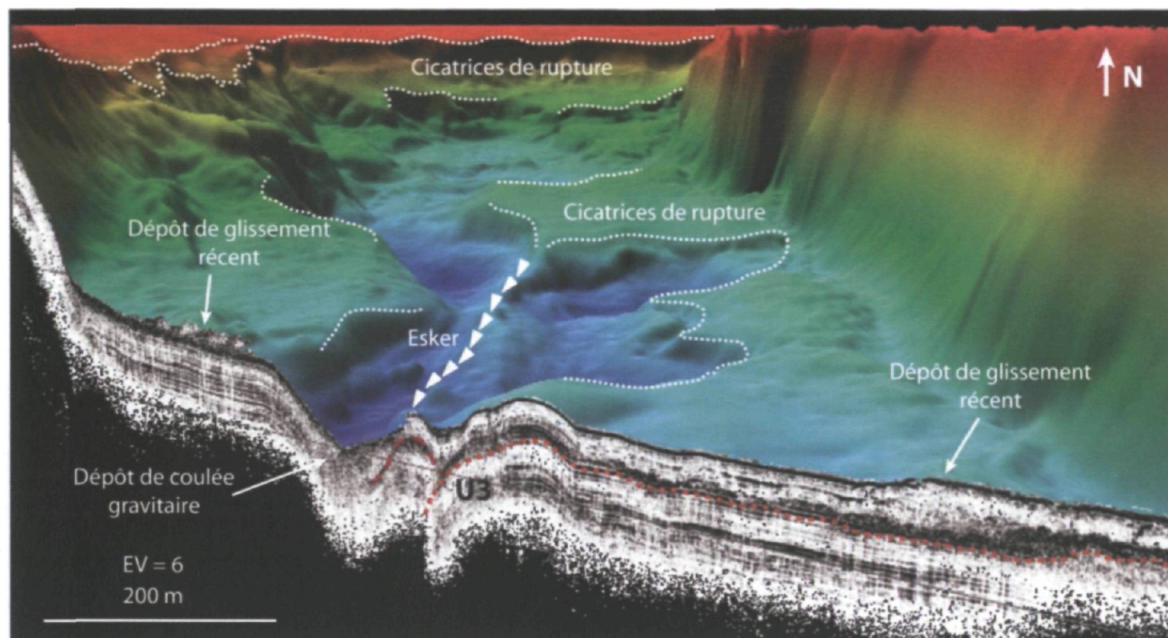 Cicatrices de rupture
N
Cicatrices de rupture
Dépôt de glissement
récent
Esker
Dépôt de glissement
récent
Dépôt de coulée
gravitaire
U3
EV = 6
200 m